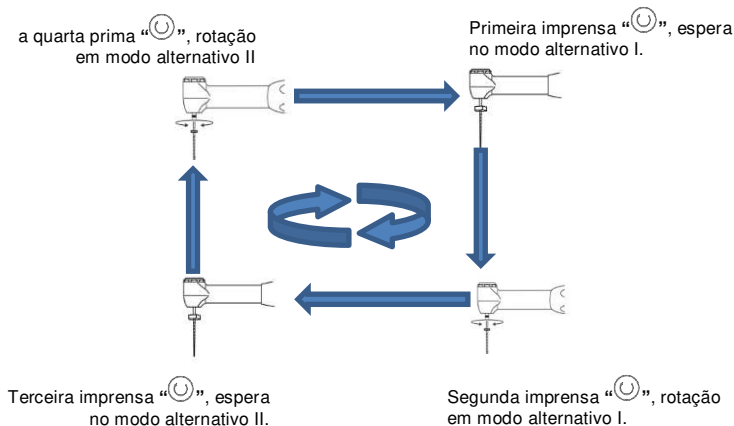 a quarta prima “ ”, rotação
em modo alternativo II
Primeira imprensa “ ”, espera
no modo alternativo I.
Terceira imprensa “ ”, espera
no modo alternativo II.
Segunda imprensa “ ”, rotação
em modo alternativo I.